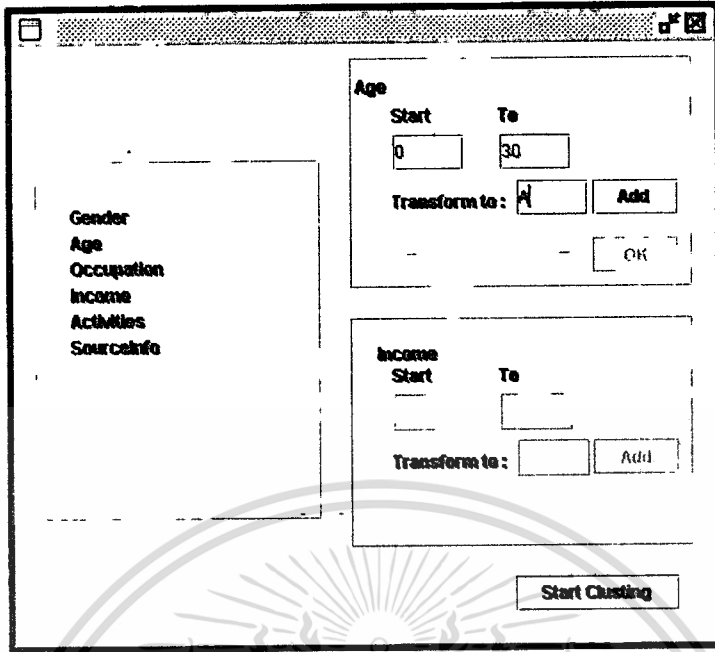 Gender
Age
Occupation
Income
Activities
SourceInfo
Age
Start To
0 30
Transform to : A Add
OK
Income
Start To
Transform to : Add
Start Clusting